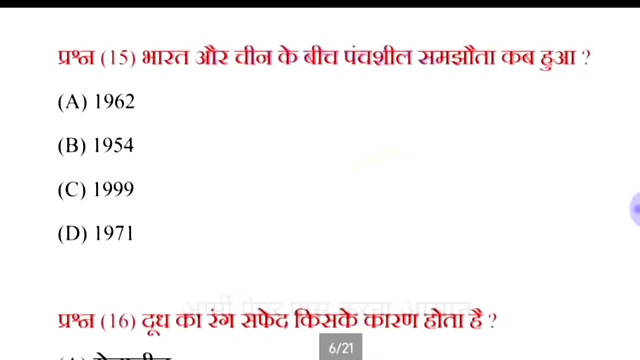 प्रश्न (15) भारत और चीन के बीच पंचशील समझौता कब हुआ ?
(A) 1962
(B) 1954
(C) 1999
(D) 1971
प्रश्न (16) दूध का रंग सफेद किसके कारण होता है ?
6/21